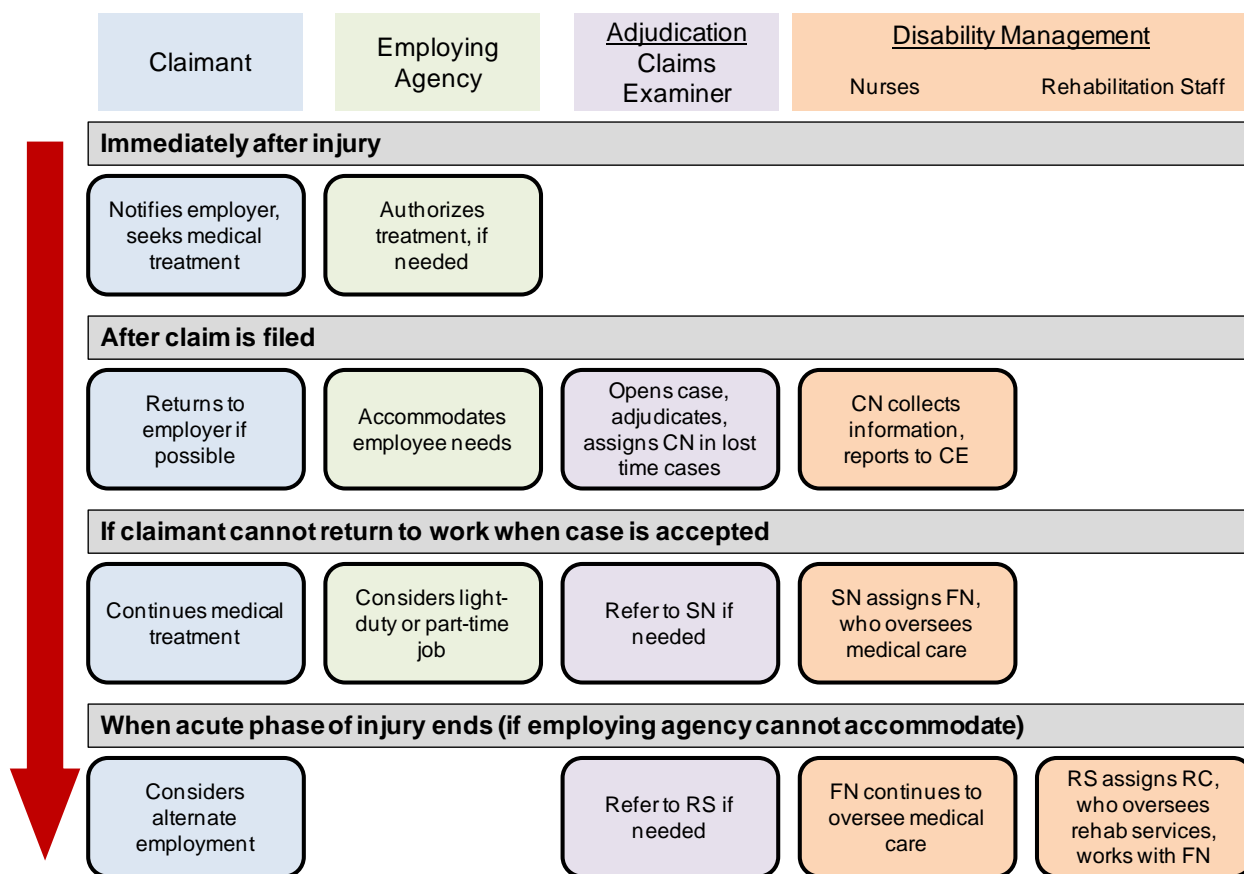 Claimant
Employing
Agency
Adjudication
Claims
Examiner
Disability Management
Nurses
Rehabilitation Staff
Immediately after injury
Notifies employer,
seeks medical
treatment
Authorizes
treatment, if
needed
After claim is filed
Returns to
employer if
possible
Accommodates
employee needs
Opens case,
adjudicates,
assigns CN in lost
time cases
CN collects
information,
reports to CE
If claimant cannot return to work when case is accepted
Continues medical
treatment
Considers light-
duty or part-time
job
Refer to SN if
needed
SN assigns FN,
who oversees
medical care
When acute phase of injury ends (if employing agency cannot accommodate)
Considers
alternate
employment
Refer to RS if
needed
FN continues to
oversee medical
care
RS assigns RC,
who oversees
rehab services,
works with FN